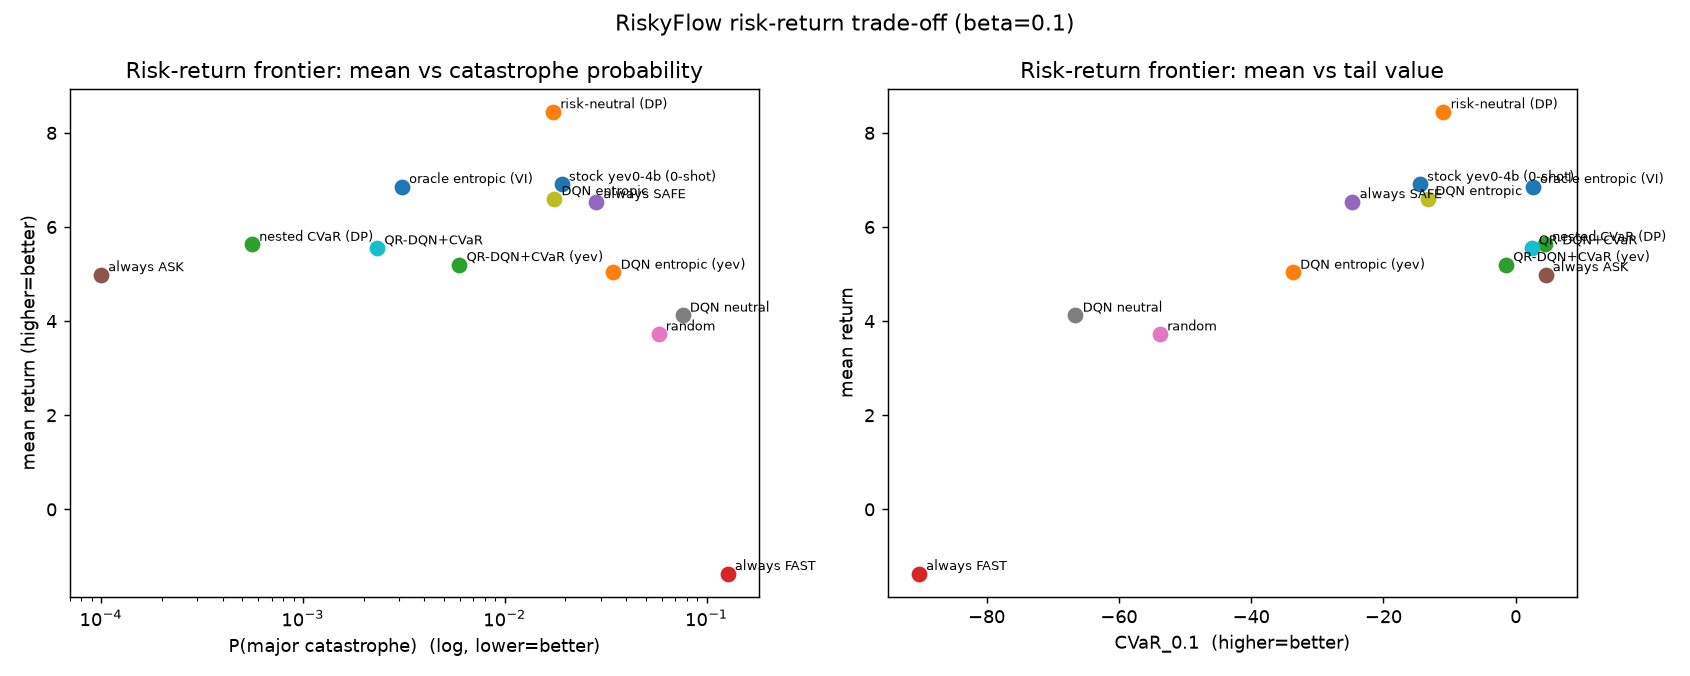 RiskyFlow risk-return trade-off (beta=0.1)
Risk-return frontier: mean vs catastrophe probability
mean return (higher=better)
8
6
4
2
0
risk-neutral (DP)
oracle entropic (VI)
stock yev0-4b (0-shot)
DQN entropic
always SAFE
nested CVaR (DP)
QR-DQN+CVaR
QR-DQN+CVaR (yev)
DQN entropic (yev)
always ASK
DQN neutral
random
always FAST
10⁻⁴
10⁻³
10⁻²
10⁻¹
P(major catastrophe)  (log, lower=better)
Risk-return frontier: mean vs tail value
mean return
8
6
4
2
0
risk-neutral (DP)
stock yev0-4b (0-shot)
oracle entropic (VI)
always SAFE
DQN entropic
nested CVaR (DP)
QR-DQN+CVaR
QR-DQN+CVaR (yev)
always ASK
DQN entropic (yev)
DQN neutral
random
always FAST
−80
−60
−40
−20
0
CVaR_0.1  (higher=better)